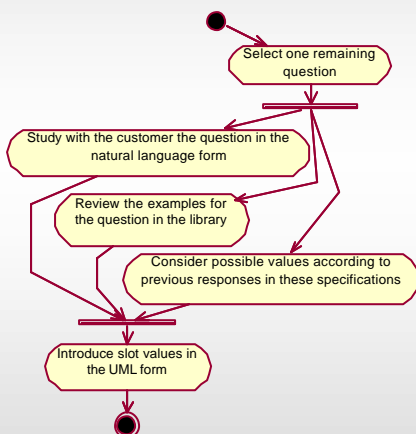 Select one remaining
question
Study with the customer the question in the
natural language form
Review the examples for
the question in the library
Consider possible values according to
previous responses in these specifications
Introduce slot values in
the UML form